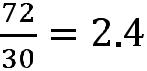 72/30 = 2.4